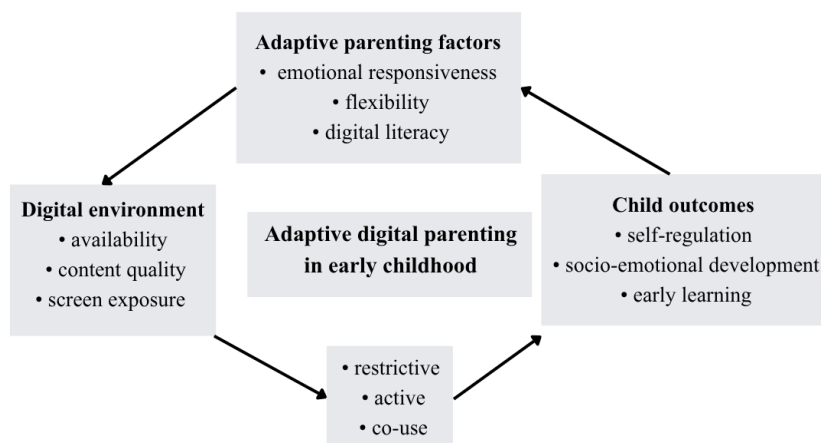 Adaptive parenting factors
• emotional responsiveness
• flexibility
• digital literacy
Digital environment
• availability
• content quality
• screen exposure
Adaptive digital parenting
in early childhood
Child outcomes
• self-regulation
• socio-emotional development
• early learning
• restrictive
• active
• co-use